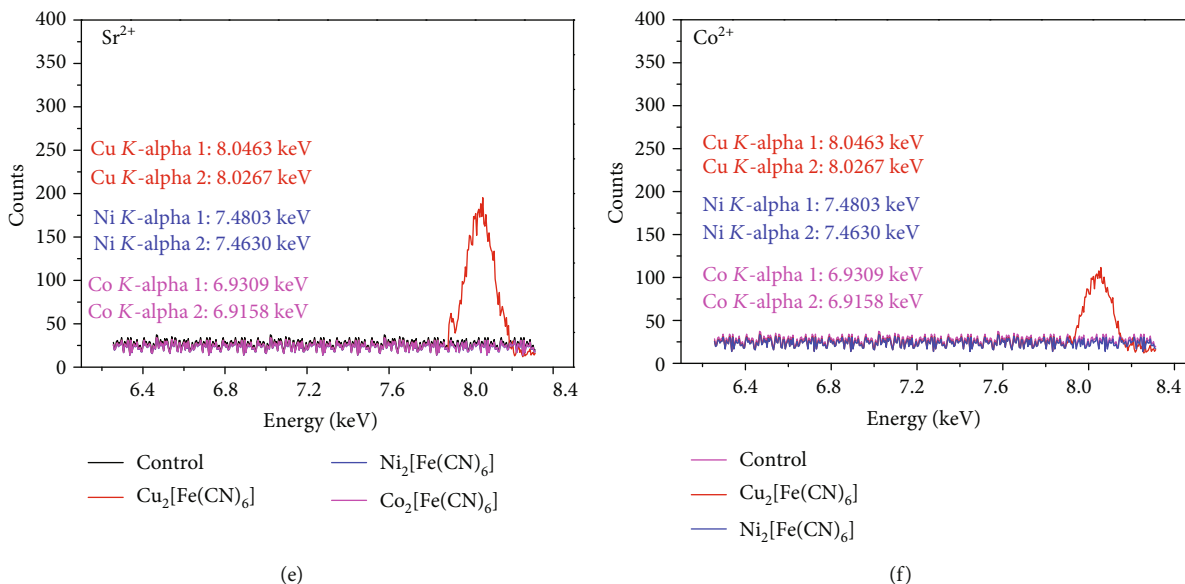 Sr²⁺
400
350
300
250
200
150
100
50
0
Counts
Cu K-alpha 1: 8.0463 keV
Cu K-alpha 2: 8.0267 keV
Ni K-alpha 1: 7.4803 keV
Ni K-alpha 2: 7.4630 keV
Co K-alpha 1: 6.9309 keV
Co K-alpha 2: 6.9158 keV
6.4 6.8 7.2 7.6 8.0 8.4
Energy (keV)
Control
Cu₂[Fe(CN)₆]
Ni₂[Fe(CN)₆]
Co₂[Fe(CN)₆]
(e)
Co²⁺
400
350
300
250
200
150
100
50
0
Counts
Cu K-alpha 1: 8.0463 keV
Cu K-alpha 2: 8.0267 keV
Ni K-alpha 1: 7.4803 keV
Ni K-alpha 2: 7.4630 keV
Co K-alpha 1: 6.9309 keV
Co K-alpha 2: 6.9158 keV
6.4 6.8 7.2 7.6 8.0 8.4
Energy (keV)
Control
Cu₂[Fe(CN)₆]
Ni₂[Fe(CN)₆]
(f)